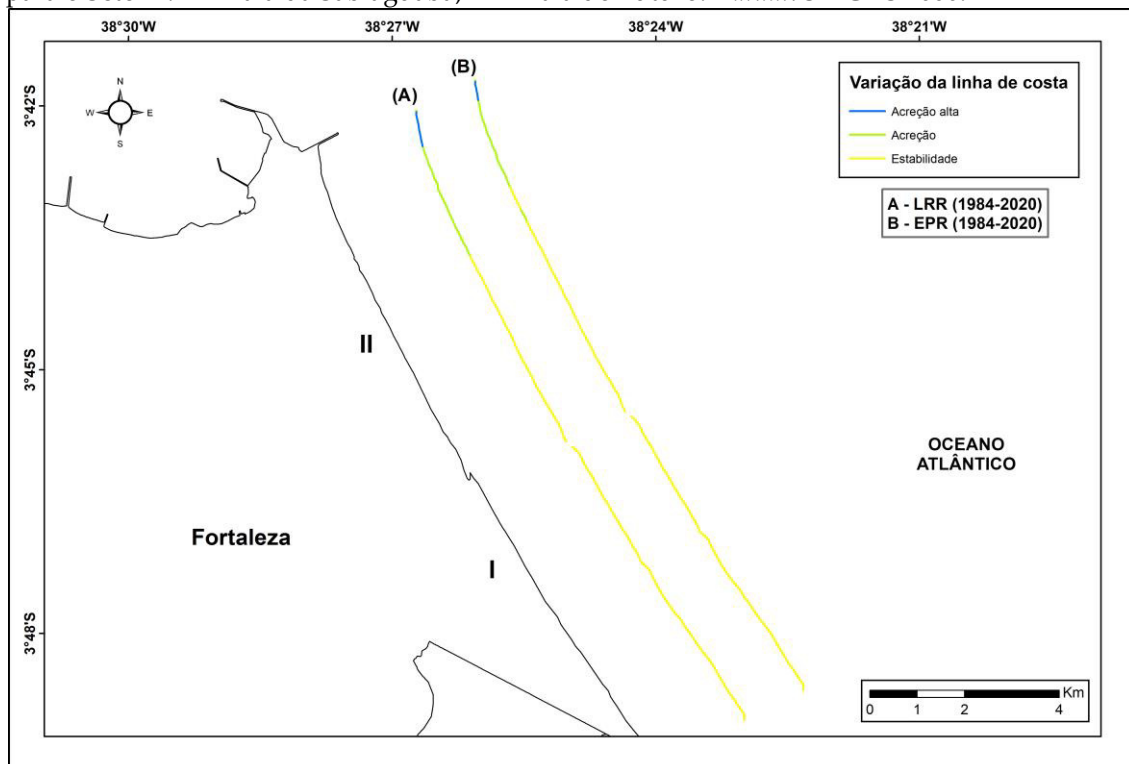 38°30'W 38°27'W 38°24'W 38°21'W
N
W E
S
(A)
(B)
Variação da linha de costa
Acreção alta
Acreção
Estabilidade
A - LRR (1984-2020)
B - EPR (1984-2020)
3°42'S
3°45'S
3°48'S
II
I
Fortaleza
OCEANO
ATLÂNTICO
Km
0 1 2 4